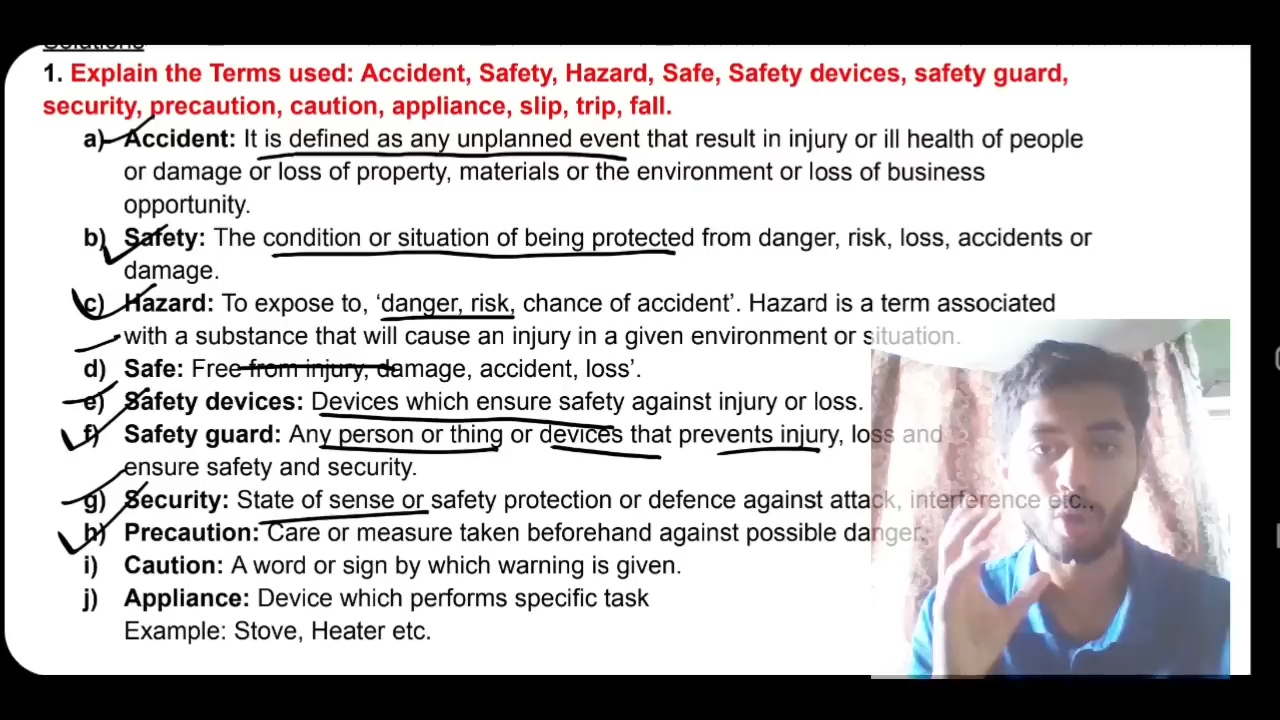 Solutions
1. Explain the Terms used: Accident, Safety, Hazard, Safe, Safety devices, safety guard,
security, precaution, caution, appliance, slip, trip, fall.
a) Accident: It is defined as any unplanned event that result in injury or ill health of people
or damage or loss of property, materials or the environment or loss of business
opportunity.
b) Safety: The condition or situation of being protected from danger, risk, loss, accidents or
damage.
c) Hazard: To expose to, ‘danger, risk, chance of accident’. Hazard is a term associated
with a substance that will cause an injury in a given environment or situation.
d) Safe: Free from injury, damage, accident, loss’.
e) Safety devices: Devices which ensure safety against injury or loss.
f) Safety guard: Any person or thing or devices that prevents injury, loss and
ensure safety and security.
g) Security: State of sense or safety protection or defence against attack, interference etc.,
h) Precaution: Care or measure taken beforehand against possible danger.
i) Caution: A word or sign by which warning is given.
j) Appliance: Device which performs specific task
Example: Stove, Heater etc.